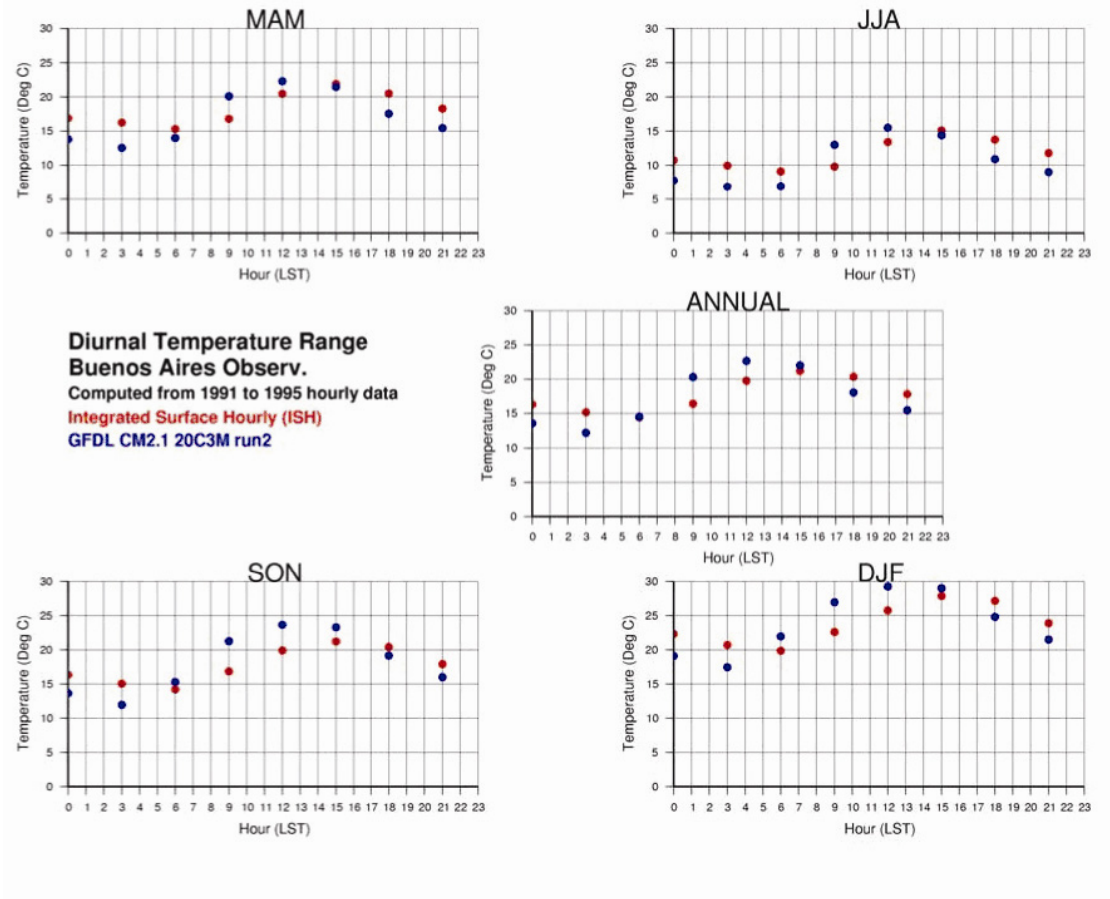 MAM
30
25
20
15
10
5
0
Temperature (Deg C)
0 1 2 3 4 5 6 7 8 9 10 11 12 13 14 15 16 17 18 19 20 21 22 23
Hour (LST)
JJA
30
25
20
15
10
5
0
Temperature (Deg C)
0 1 2 3 4 5 6 7 8 9 10 11 12 13 14 15 16 17 18 19 20 21 22 23
Hour (LST)
Diurnal Temperature Range
Buenos Aires Observ.
Computed from 1991 to 1995 hourly data
Integrated Surface Hourly (ISH)
GFDL CM2.1 20C3M run2
ANNUAL
30
25
20
15
10
5
0
Temperature (Deg C)
0 1 2 3 4 5 6 7 8 9 10 11 12 13 14 15 16 17 18 19 20 21 22 23
Hour (LST)
SON
30
25
20
15
10
5
0
Temperature (Deg C)
0 1 2 3 4 5 6 7 8 9 10 11 12 13 14 15 16 17 18 19 20 21 22 23
Hour (LST)
DJF
30
25
20
15
10
5
0
Temperature (Deg C)
0 1 2 3 4 5 6 7 8 9 10 11 12 13 14 15 16 17 18 19 20 21 22 23
Hour (LST)